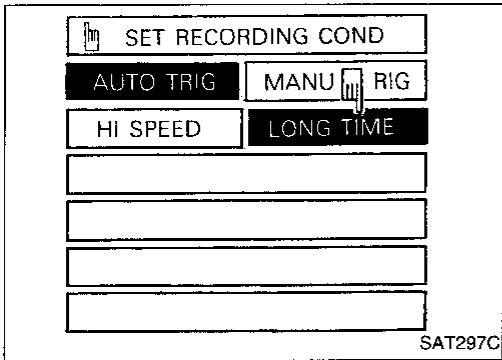 SET RECORDING COND
AUTO TRIG MANU RIG
HI SPEED LONG TIME
SAT297C